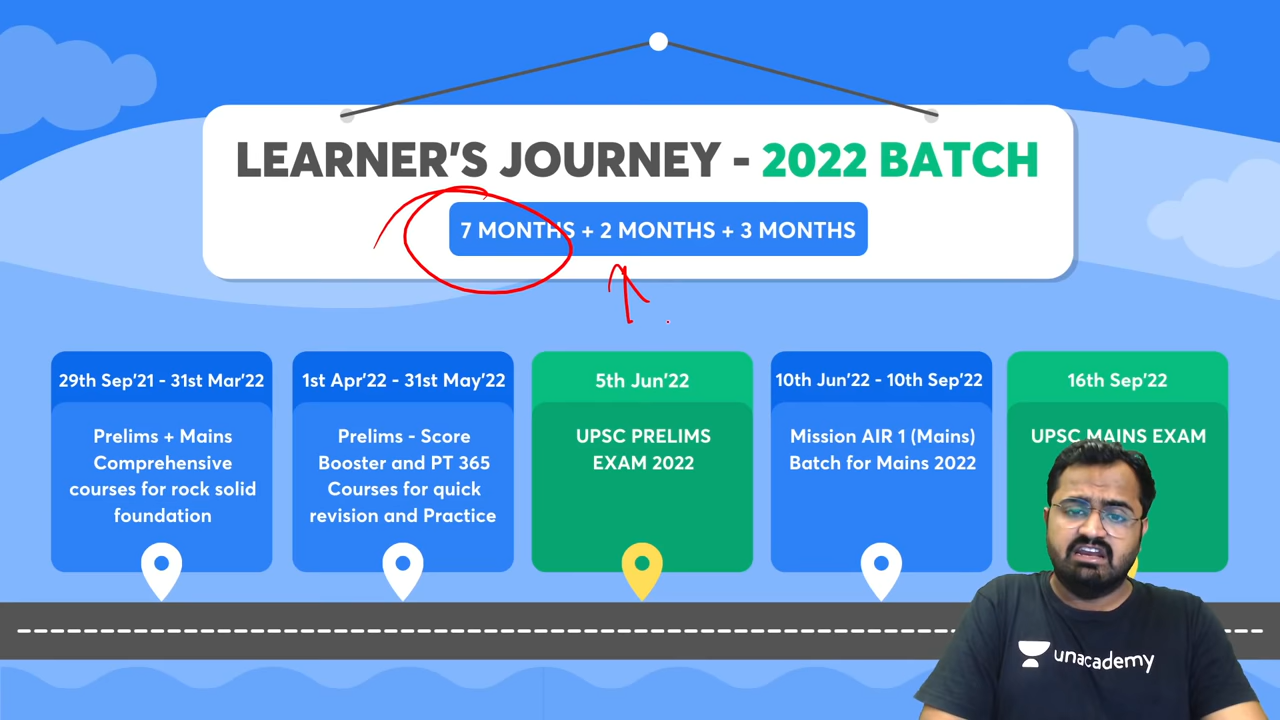 LEARNER'S JOURNEY - 2022 BATCH
7 MONTHS + 2 MONTHS + 3 MONTHS
29th Sep'21 - 31st Mar'22
Prelims + Mains
Comprehensive
courses for rock solid
foundation
1st Apr'22 - 31st May'22
Prelims - Score
Booster and PT 365
Courses for quick
revision and Practice
5th Jun'22
UPSC PRELIMS
EXAM 2022
10th Jun'22 - 10th Sep'22
Mission AIR 1 (Mains)
Batch for Mains 2022
16th Sep'22
UPSC MAINS EXAM
unacademy